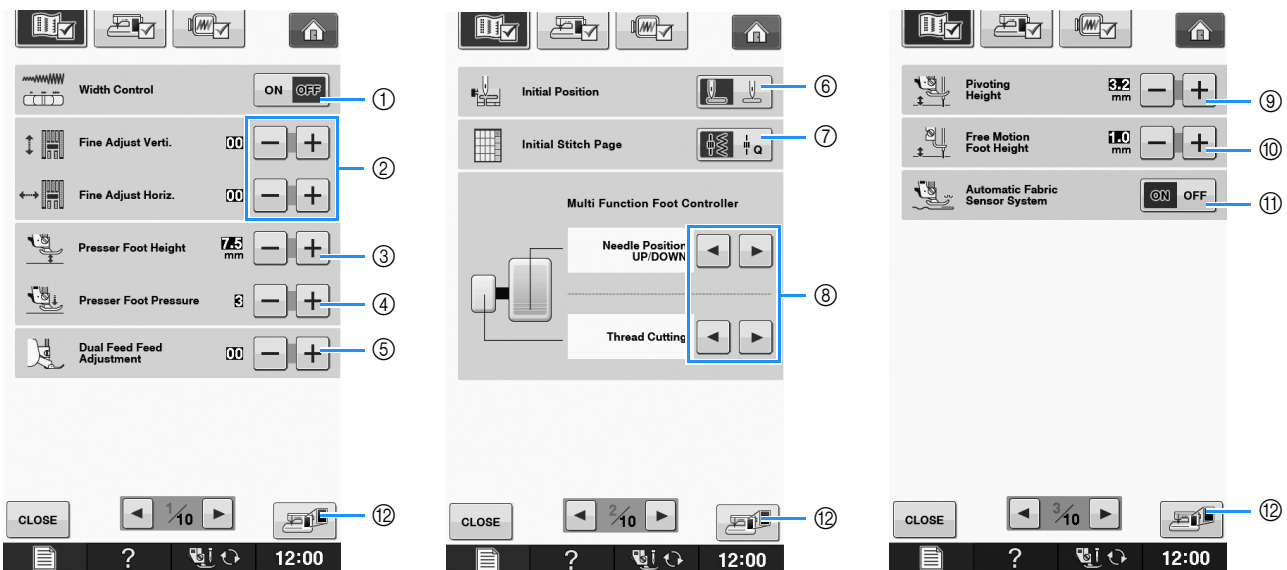 Width Control
ON OFF
①
Fine Adjust Verti.
00
− +
②
Fine Adjust Horiz.
00
− +
Presser Foot Height
7.5
mm
− +
③
Presser Foot Pressure
3
− +
④
Dual Feed Feed
Adjustment
00
− +
⑤
CLOSE
1/10
⑫
?
12:00
Initial Position
⑥
Initial Stitch Page
Q
⑦
Multi Function Foot Controller
Needle Position
UP/DOWN
⑧
Thread Cutting
CLOSE
2/10
⑫
?
12:00
Pivoting
Height
3.2
mm
− +
⑨
Free Motion
Foot Height
1.0
mm
− +
⑩
Automatic Fabric
Sensor System
ON OFF
⑪
CLOSE
3/10
⑫
?
12:00